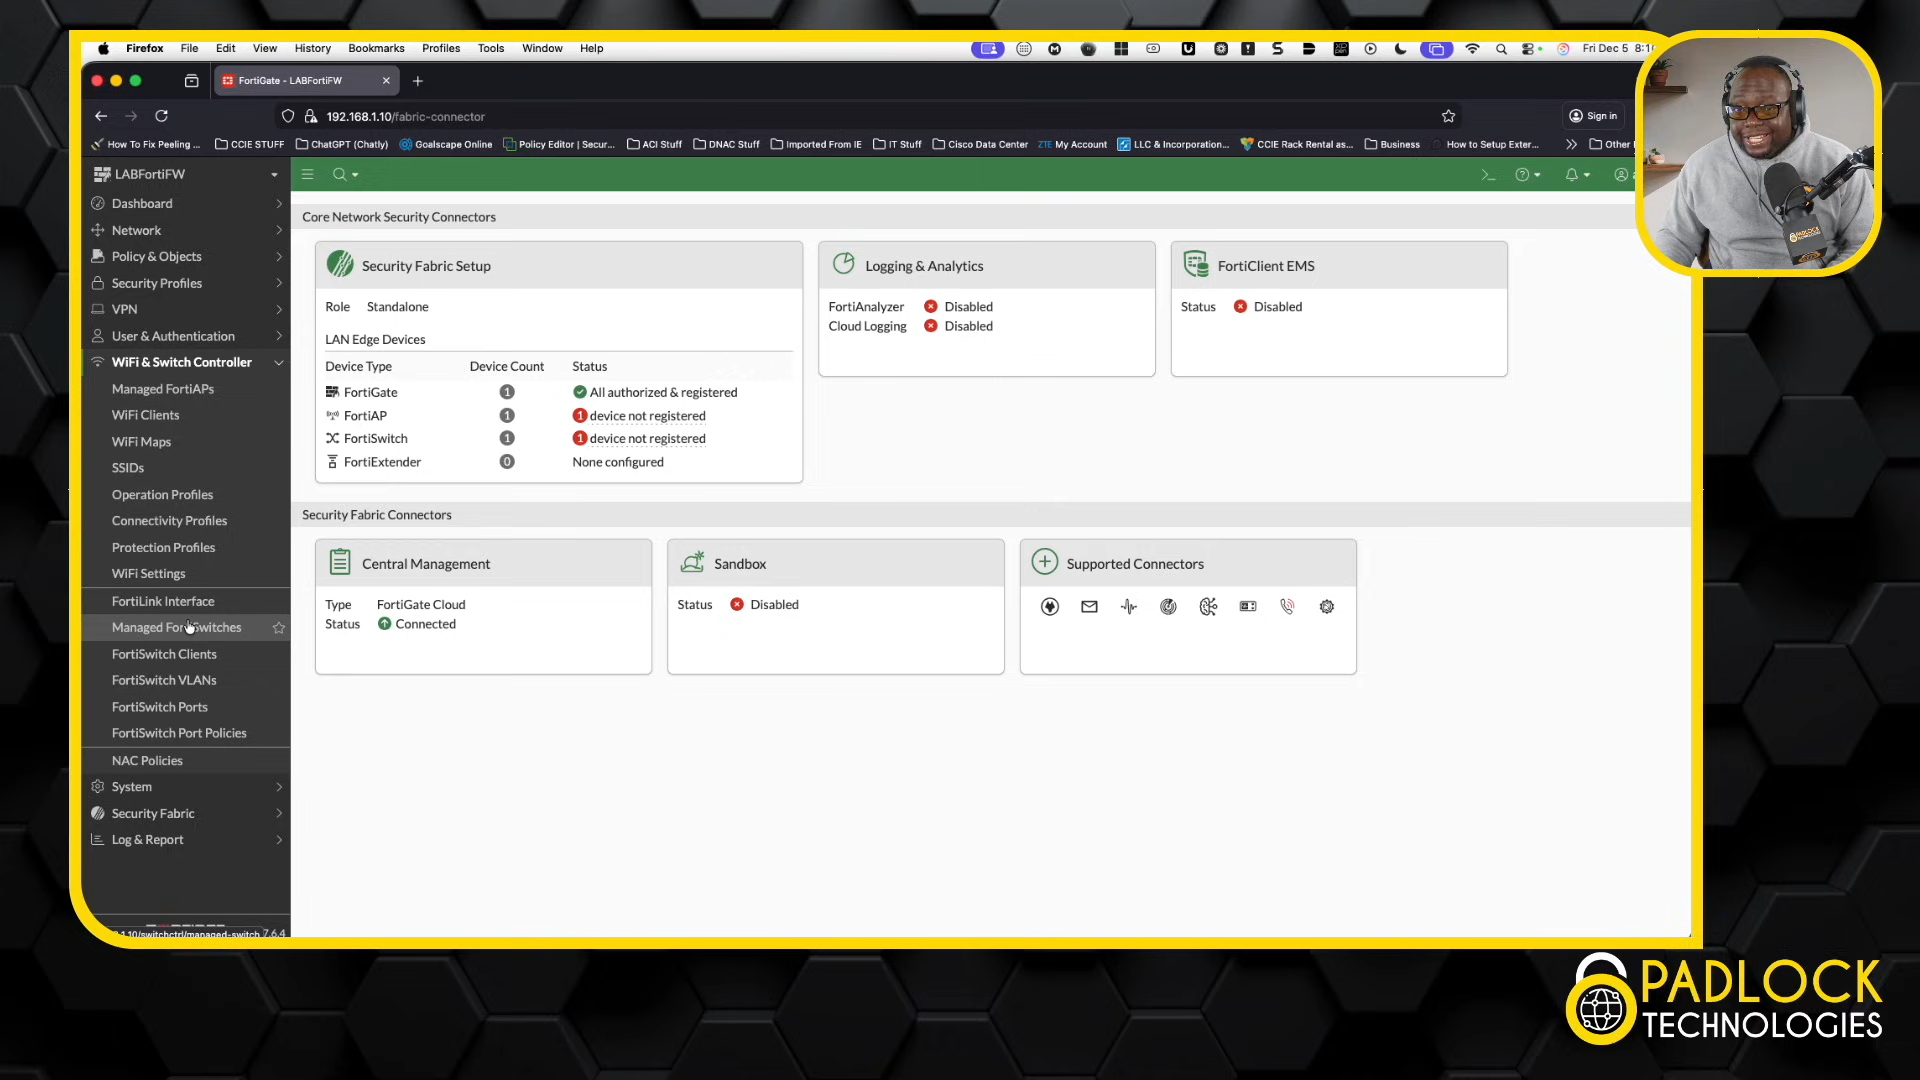 Firefox File Edit View History Bookmarks Profiles Tools Window Help
Fri Dec 5
FortiGate - LABFortiFW
192.168.1.10/fabric-connector
Sign in
How To Fix Peeling ... CCIE STUFF ChatGPT (Chatly) Goalscape Online Policy Editor | Secur... ACI Stuff DNAC Stuff Imported From IE IT Stuff Cisco Data Center ZTE My Account LLC & Incorporation... CCIE Rack Rental as... Business How to Setup Exter... Other
LABFortiFW
Dashboard
Network
Policy & Objects
Security Profiles
VPN
User & Authentication
WiFi & Switch Controller
Managed FortiAPs
WiFi Clients
WiFi Maps
SSIDs
Operation Profiles
Connectivity Profiles
Protection Profiles
WiFi Settings
FortiLink Interface
Managed FortiSwitches
FortiSwitch Clients
FortiSwitch VLANs
FortiSwitch Ports
FortiSwitch Port Policies
NAC Policies
System
Security Fabric
Log & Report
1.10/switchctrl/managed-switch 7.6.4
Core Network Security Connectors
Security Fabric Setup
Role Standalone
LAN Edge Devices
Device Type Device Count Status
FortiGate 1 All authorized & registered
FortiAP 1 1 device not registered
FortiSwitch 1 1 device not registered
FortiExtender 0 None configured
Logging & Analytics
FortiAnalyzer Disabled
Cloud Logging Disabled
FortiClient EMS
Status Disabled
Security Fabric Connectors
Central Management
Type FortiGate Cloud
Status Connected
Sandbox
Status Disabled
Supported Connectors
PADLOCK
TECHNOLOGIES